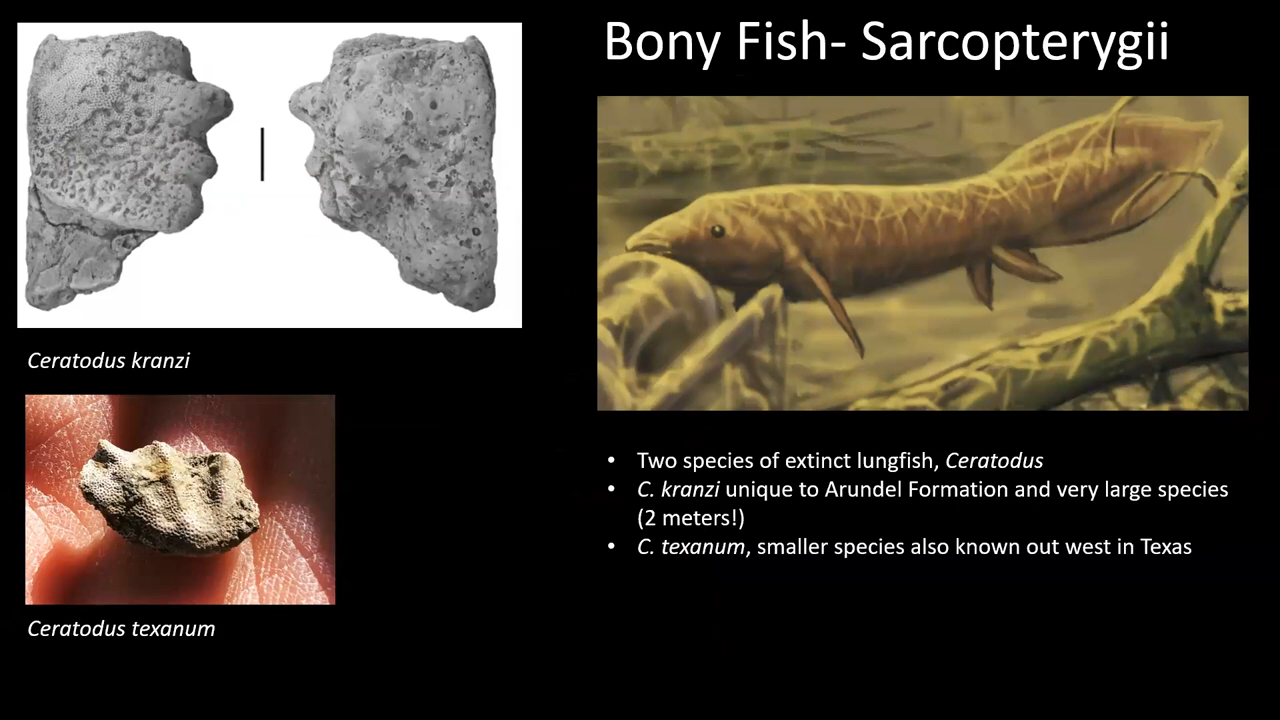 Bony Fish- Sarcopterygii
Ceratodus kranzi
Ceratodus texanum
• Two species of extinct lungfish, Ceratodus
• C. kranzi unique to Arundel Formation and very large species
(2 meters!)
• C. texanum, smaller species also known out west in Texas